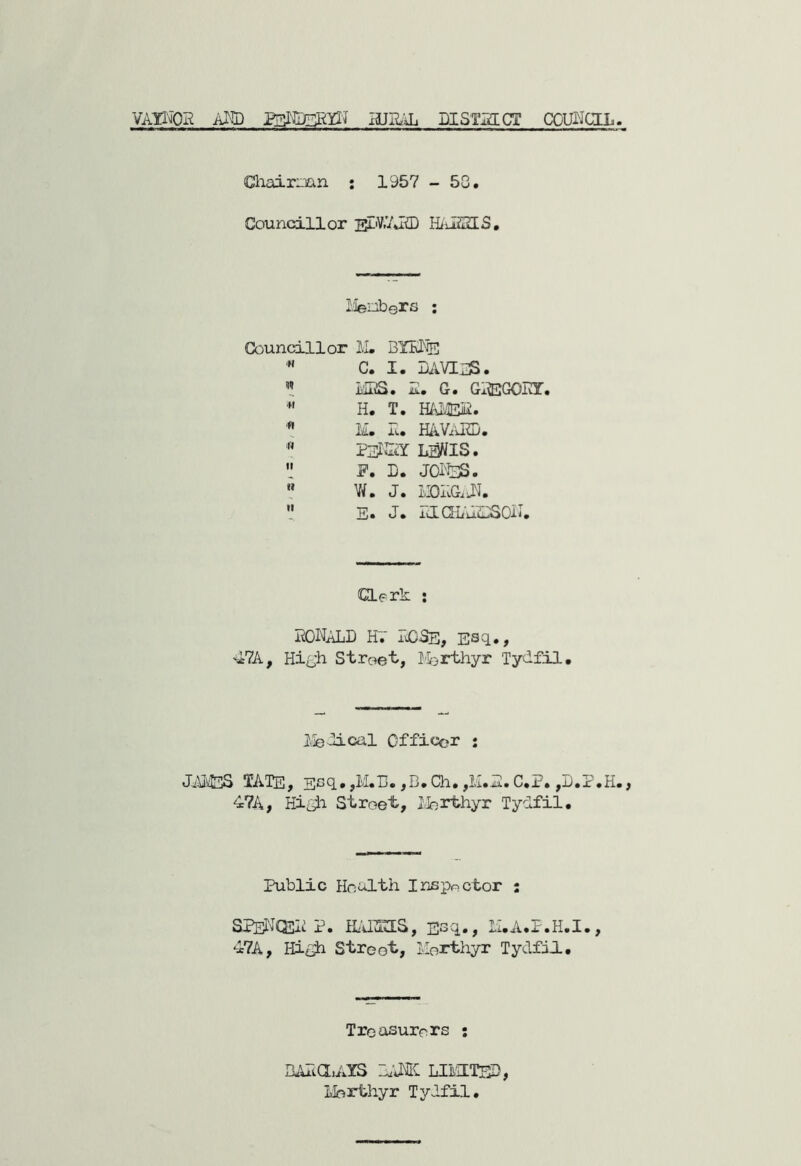 VAYNOR AND PENDERYN RURAL DISTRICT COUNCIL.
Chairman : 1957 - 58.
Councillor EDWARD HARRIS.
Members :
Councillor M. BYRNE
" C. I. DAVIES.
" MRS. E. G. GREGORY.
" H. T. HAMER.
" M. R. HAVARD.
" PENRY LEWIS.
" F. D. JONES.
" W. J. MORGAN.
" E. J. RICHARDSON.
Clerk :
RONALD H. ROSE, Esq.,
47A, High Street, Merthyr Tydfil.
Medical Officer :
JAMES TATE, Esq.,M.B.,B.Ch.,M.R.C.P.,D.P.H.,
47A, High Street, Merthyr Tydfil.
Public Health Inspector :
SPENCER P. HARRIS, Esq., M.A.P.H.I.,
47A, High Street, Merthyr Tydfil.
Treasurers :
BARCLAYS BANK LIMITED,
Merthyr Tydfil.